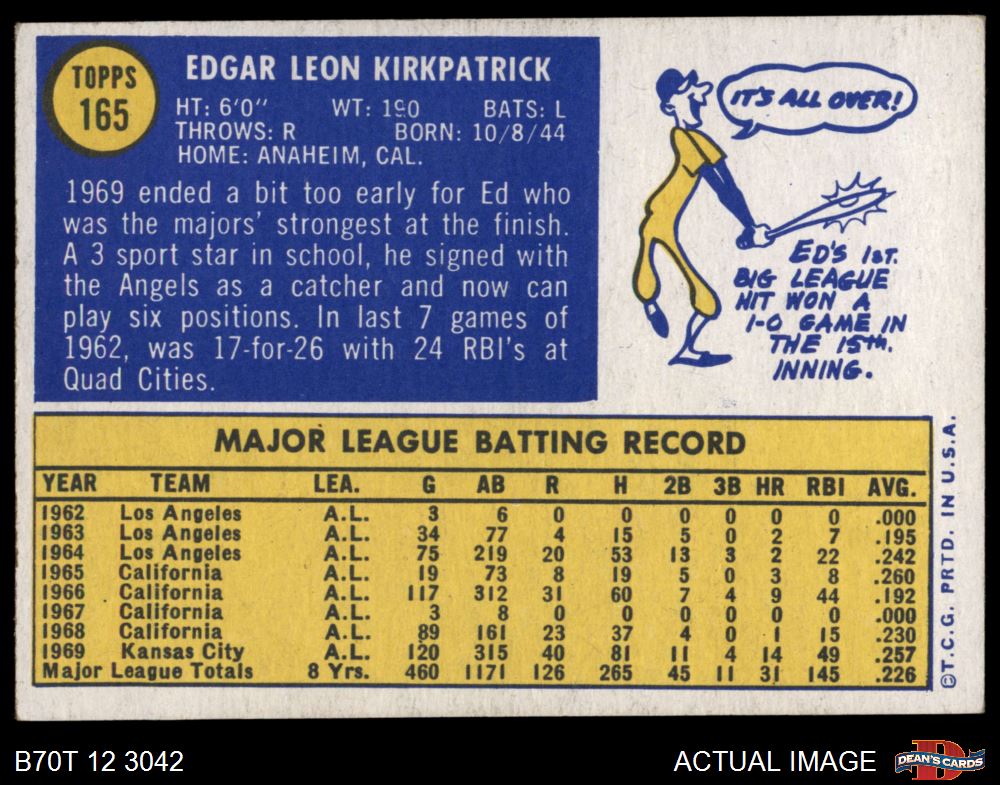 TOPPS
165
EDGAR LEON KIRKPATRICK
HT: 6'0" WT: 190 BATS: L
THROWS: R BORN: 10/8/44
HOME: ANAHEIM, CAL.
1969 ended a bit too early for Ed who
was the majors' strongest at the finish.
A 3 sport star in school, he signed with
the Angels as a catcher and now can
play six positions. In last 7 games of
1962, was 17-for-26 with 24 RBI's at
Quad Cities.
IT'S ALL OVER!
ED'S 1ST.
BIG LEAGUE
HIT WON A
1-0 GAME IN
THE 15TH.
INNING.
MAJOR LEAGUE BATTING RECORD
YEAR TEAM LEA. G AB R H 2B 3B HR RBI AVG.
1962 Los Angeles A.L. 3 6 0 0 0 0 0 0 .000
1963 Los Angeles A.L. 34 77 4 15 5 0 2 7 .195
1964 Los Angeles A.L. 75 219 20 53 13 3 2 22 .242
1965 California A.L. 19 73 8 19 5 0 3 8 .260
1966 California A.L. 117 312 31 60 7 4 9 44 .192
1967 California A.L. 3 8 0 0 0 0 0 0 .000
1968 California A.L. 89 161 23 37 4 0 1 15 .230
1969 Kansas City A.L. 120 315 40 81 11 4 14 49 .257
Major League Totals 8 Yrs. 460 1171 126 265 45 11 31 145 .226
©T.C.G. PRTD. IN U.S.A.
B70T 12 3042
ACTUAL IMAGE
DEAN'S CARDS